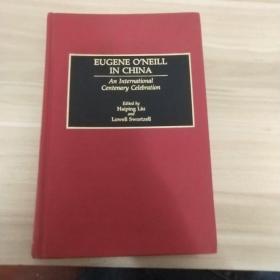 EUGENE O'NEILL
IN CHINA
An International
Centenary Celebration
Edited by
Haiping Liu
and
Lowell Swortzell